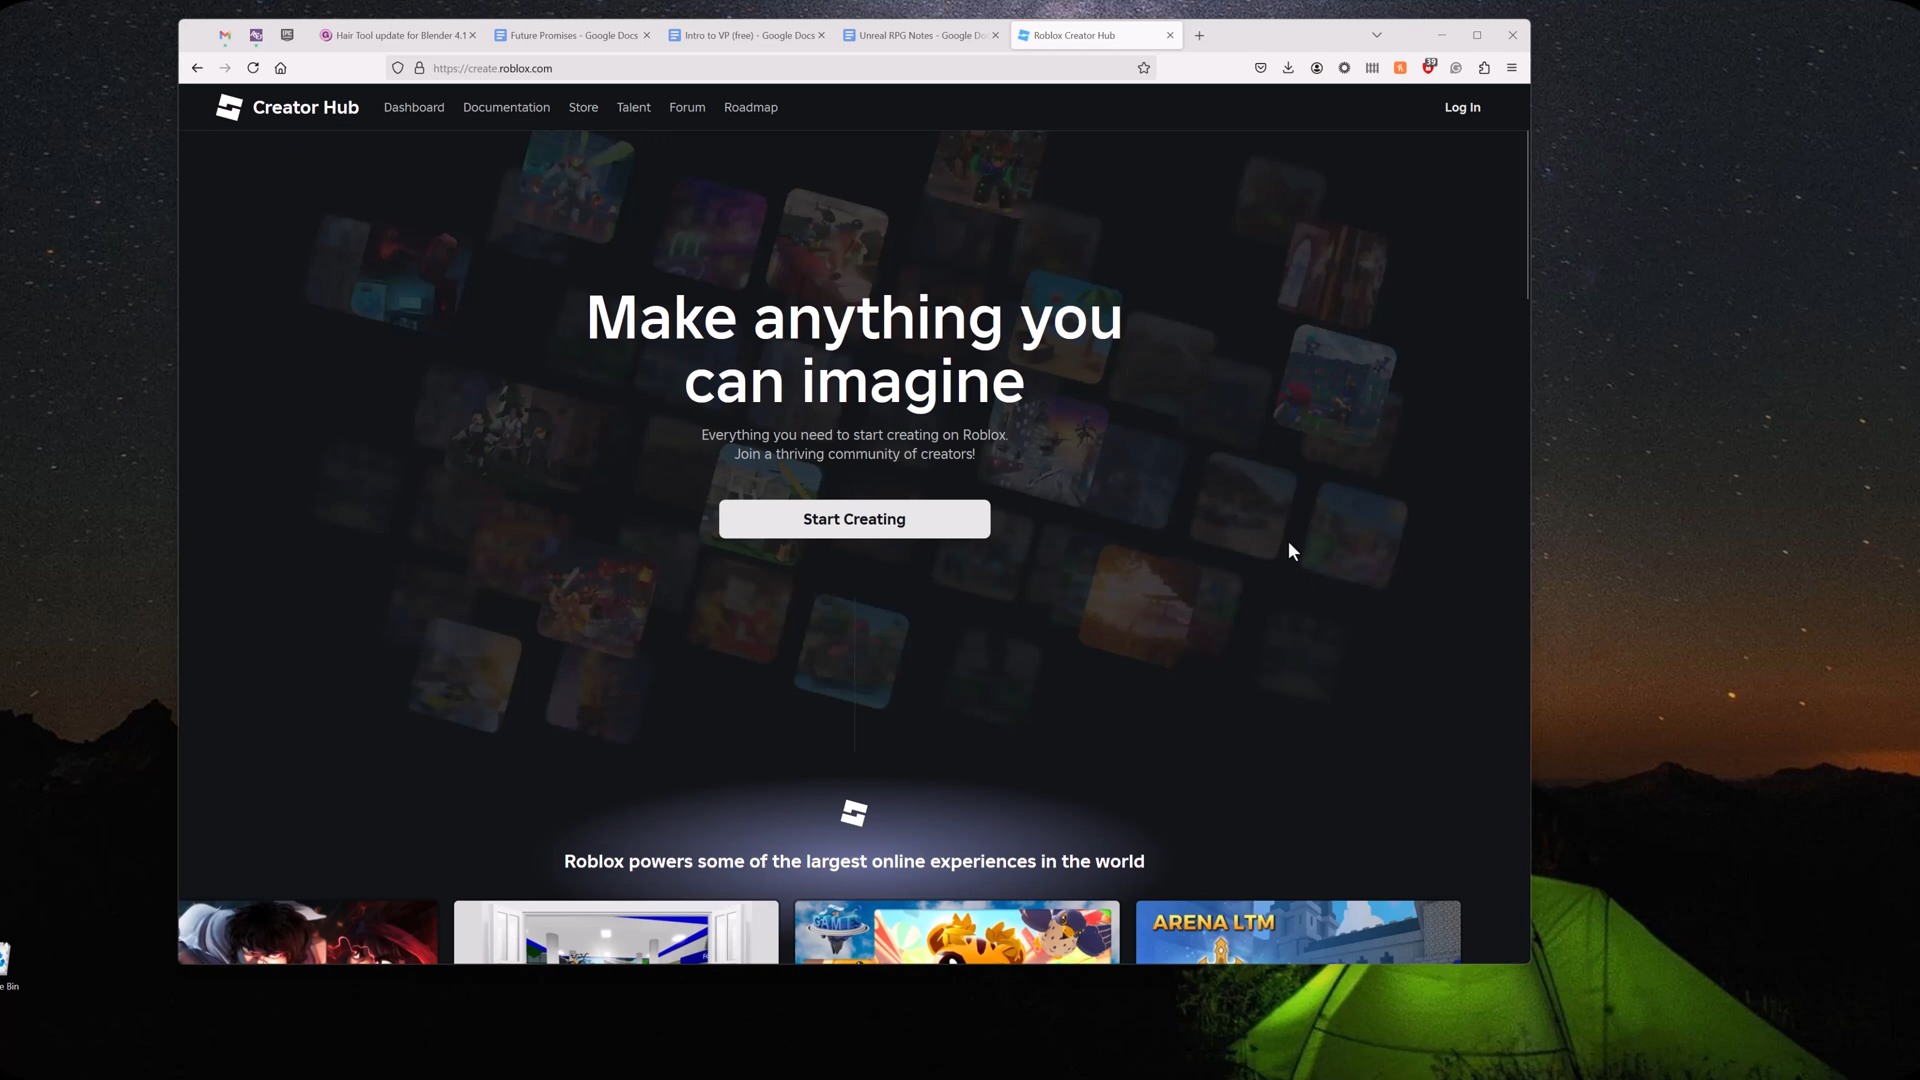 Hair Tool update for Blender 4.1
Future Promises - Google Docs
Intro to VP (free) - Google Docs
Unreal RPG Notes - Google Do
Roblox Creator Hub
https://create.roblox.com
39
Creator Hub
Dashboard
Documentation
Store
Talent
Forum
Roadmap
Log In
Make anything you
can imagine
Everything you need to start creating on Roblox.
Join a thriving community of creators!
Start Creating
Roblox powers some of the largest online experiences in the world
GAMES
ARENA LTM
e Bin